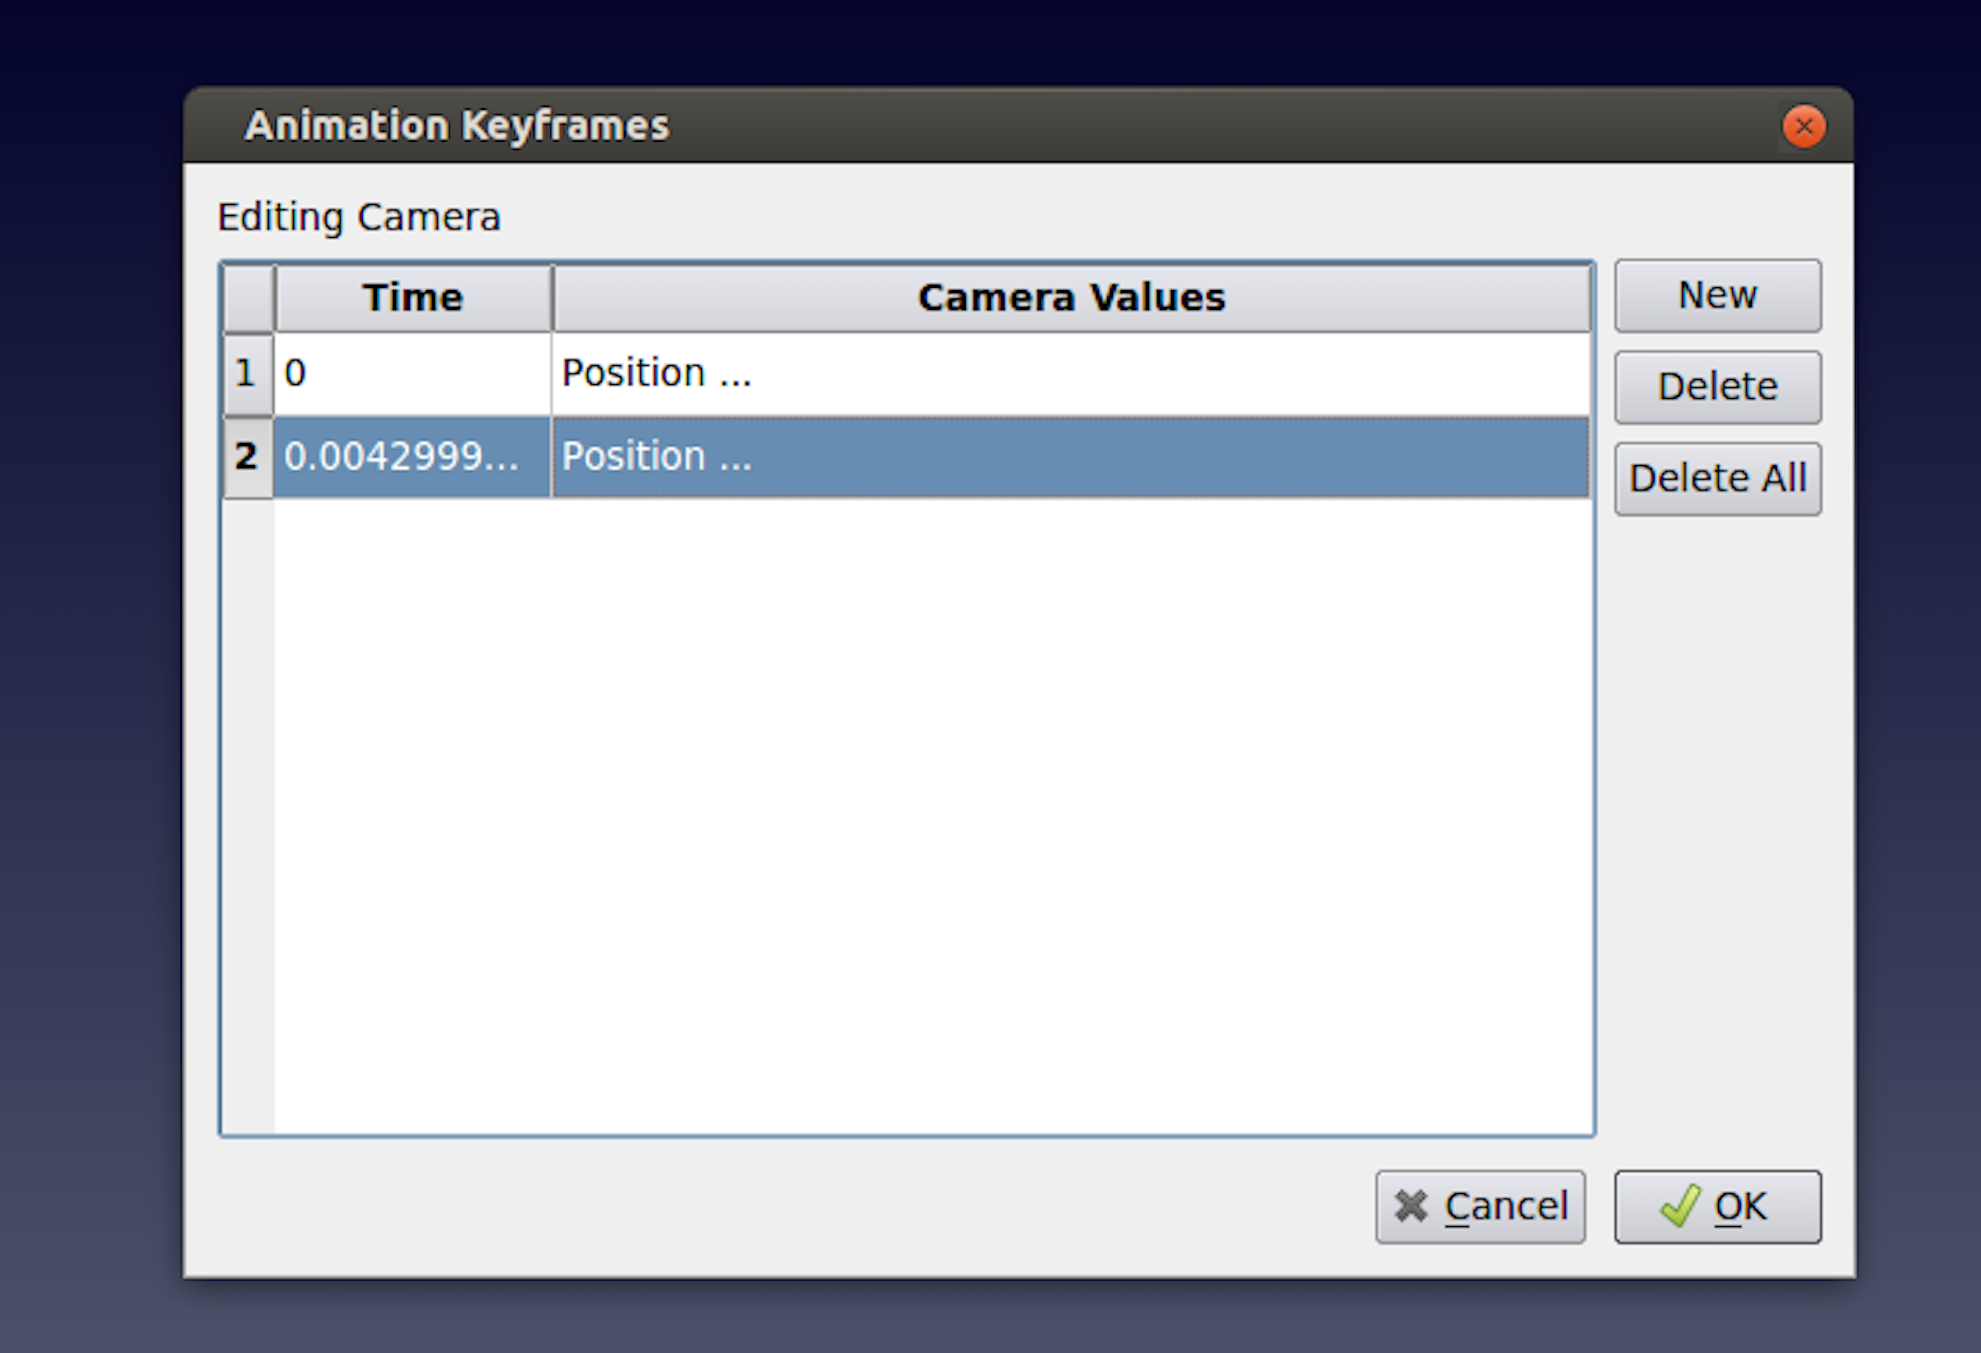 Animation Keyframes
Editing Camera
Time Camera Values
1 0 Position ...
2 0.0042999... Position ...
New
Delete
Delete All
Cancel OK